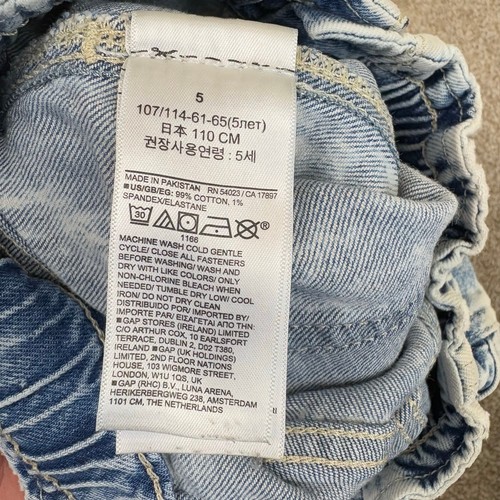 5
107/114-61-65(5лет)
日本 110 CM
권장사용연령 : 5세
MADE IN PAKISTAN RN 54023 / CA 17897
■US/GB/EG: 99% COTTON, 1%
SPANDEX/ELASTANE
30
®
1166
MACHINE WASH COLD GENTLE
CYCLE/ CLOSE ALL FASTENERS
BEFORE WASHING/ WASH AND
DRY WITH LIKE COLORS/ ONLY
NON-CHLORINE BLEACH WHEN
NEEDED/ TUMBLE DRY LOW/ COOL
IRON/ DO NOT DRY CLEAN
DISTRIBUIDO POR/ IMPORTED BY/
IMPORTE PAR/ ΕΙΣΑΓΕΤΑΙ ΑΠΟ ΤΗΝ:
■ GAP STORES (IRELAND) LIMITED
C/O ARTHUR COX, 10 EARLSFORT
TERRACE, DUBLIN 2, D02 T380,
IRELAND ■ GAP (UK HOLDINGS)
LIMITED, 2ND FLOOR NATIONS
HOUSE, 103 WIGMORE STREET,
LONDON, W1U 1QS, UK
■ GAP (RHC) B.V., LUNA ARENA,
HERIKERBERGWEG 238, AMSTERDAM
1101 CM, THE NETHERLANDS